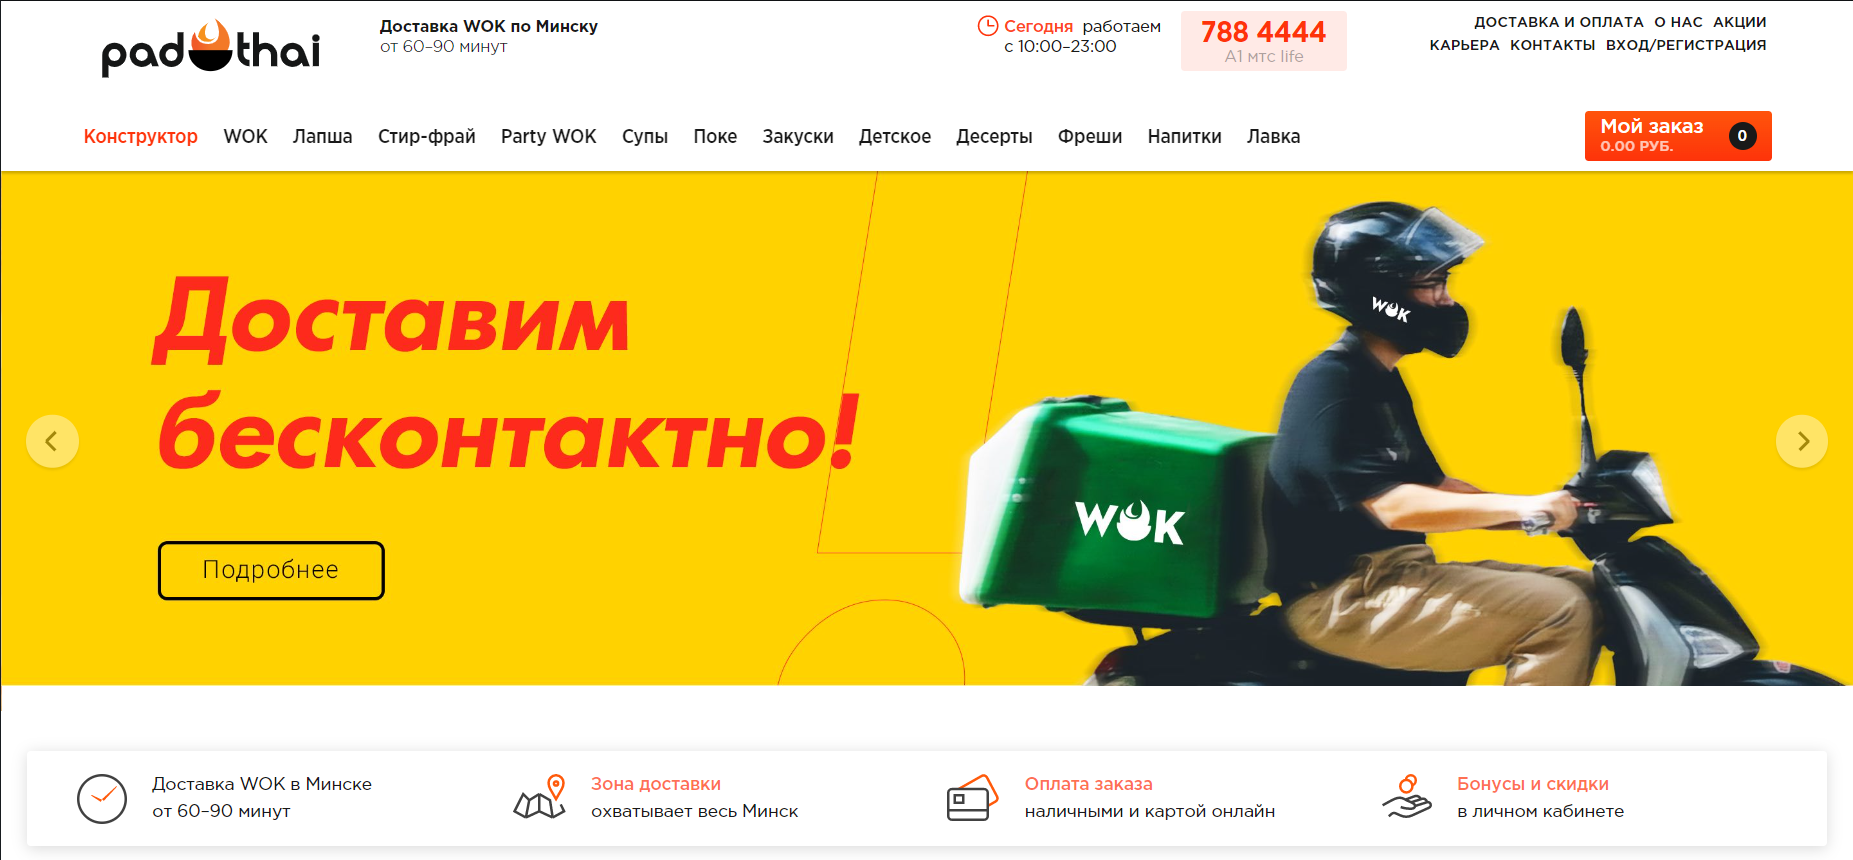 pad thai
Доставка WOK по Минску
от 60–90 минут
Сегодня работаем
с 10:00–23:00
788 4444
А1 мтс life
ДОСТАВКА И ОПЛАТА О НАС АКЦИИ
КАРЬЕРА КОНТАКТЫ ВХОД/РЕГИСТРАЦИЯ
Конструктор WOK Лапша Стир-фрай Party WOK Супы Поке Закуски Детское Десерты Фреши Напитки Лавка
Мой заказ
0.00 РУБ.
0
Доставим
бесконтактно!
Подробнее
WOK
WOK
Доставка WOK в Минске
от 60–90 минут
Зона доставки
охватывает весь Минск
Оплата заказа
наличными и картой онлайн
Бонусы и скидки
в личном кабинете